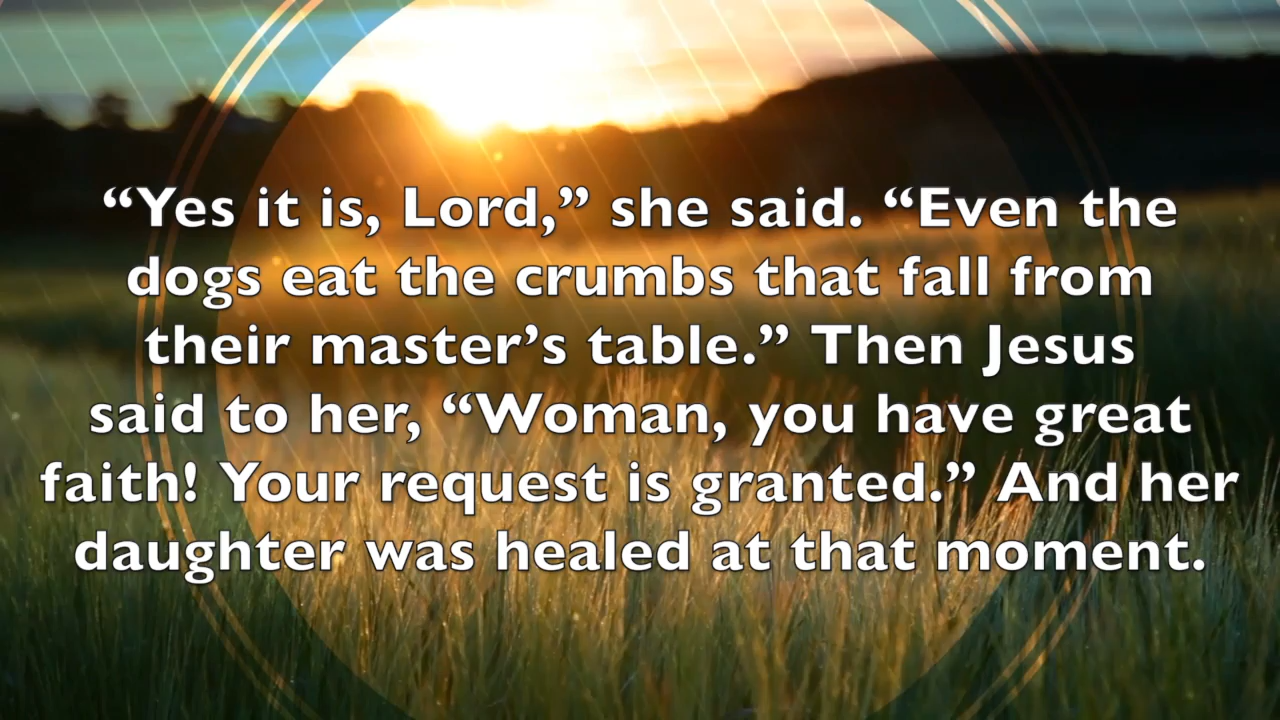 “Yes it is, Lord,” she said. “Even the
dogs eat the crumbs that fall from
their master’s table.” Then Jesus
said to her, “Woman, you have great
faith! Your request is granted.” And her
daughter was healed at that moment.